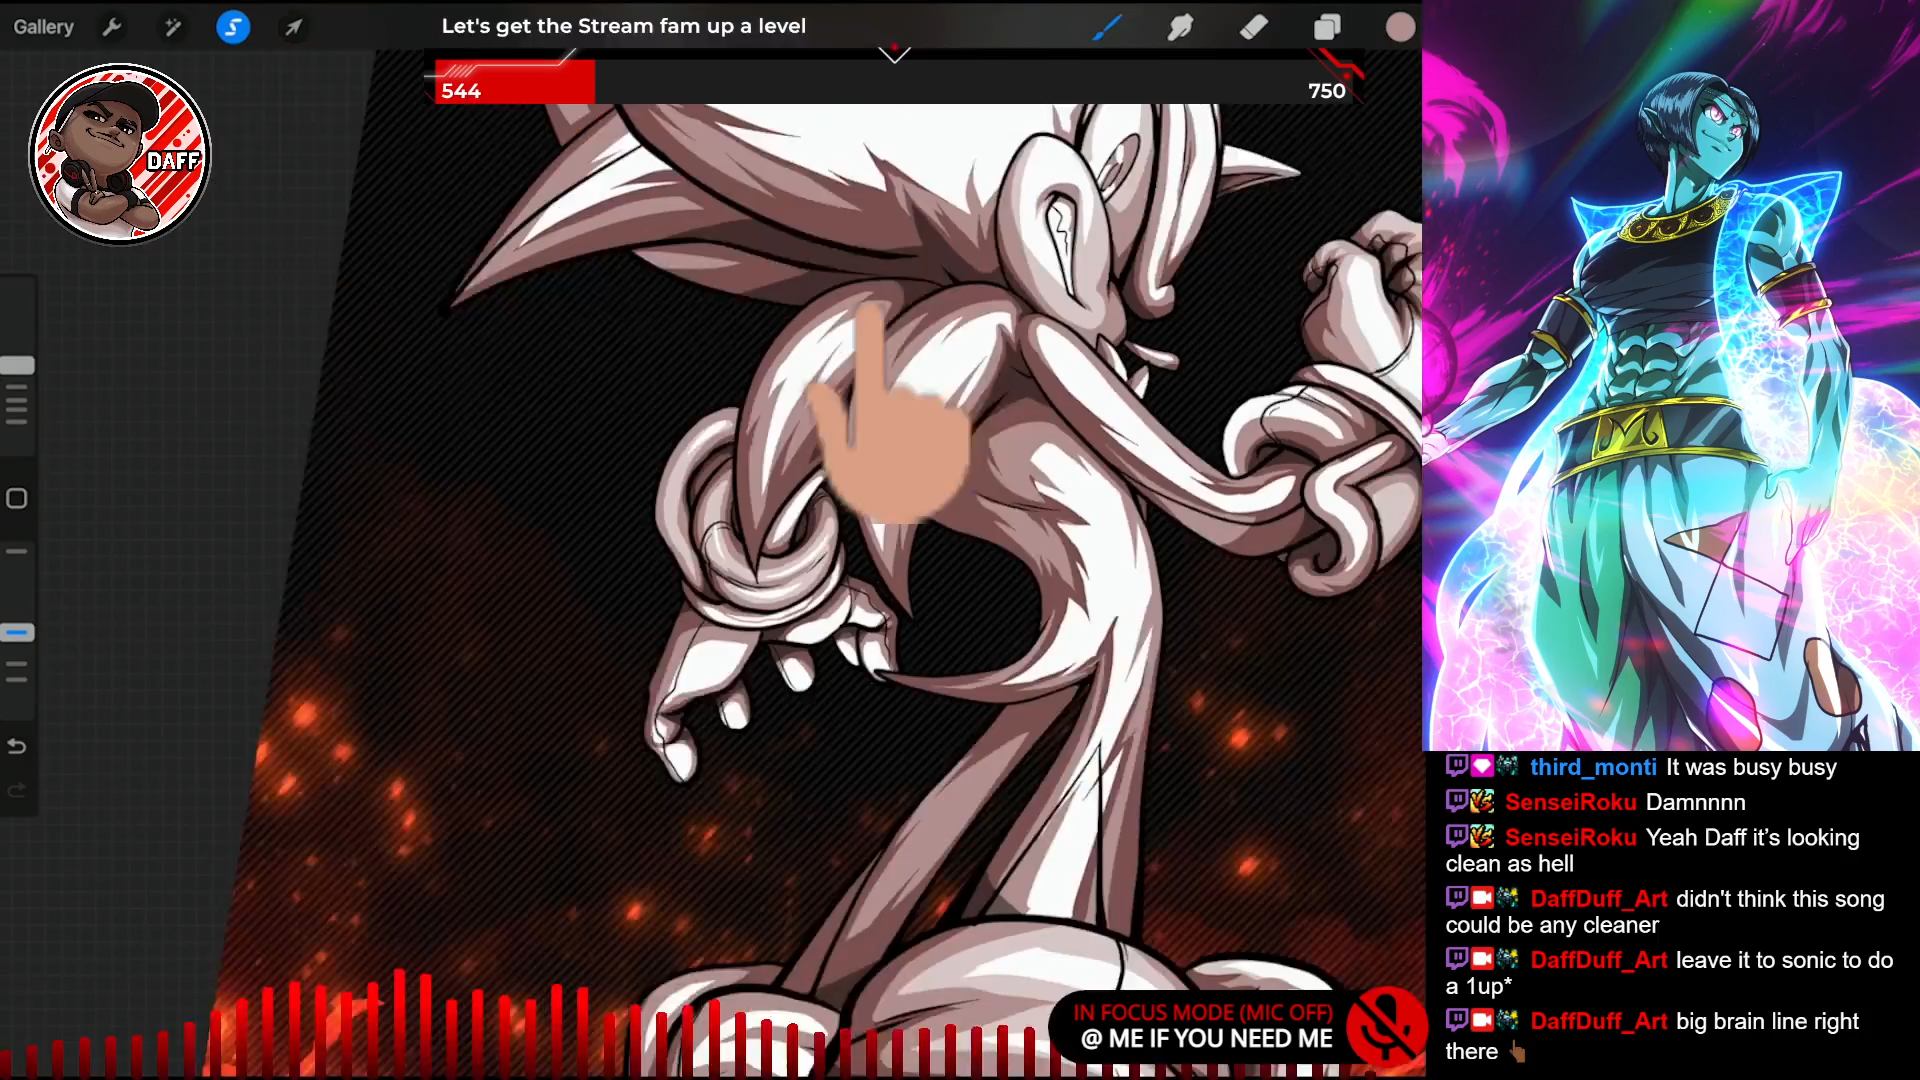 Gallery
Let's get the Stream fam up a level
544
750
DAFF
third_monti It was busy busy
SenseiRoku Damnnnn
SenseiRoku Yeah Daff it's looking
clean as hell
DaffDuff_Art didn't think this song
could be any cleaner
DaffDuff_Art leave it to sonic to do
a 1up*
DaffDuff_Art big brain line right
there
IN FOCUS MODE (MIC OFF)
@ ME IF YOU NEED ME